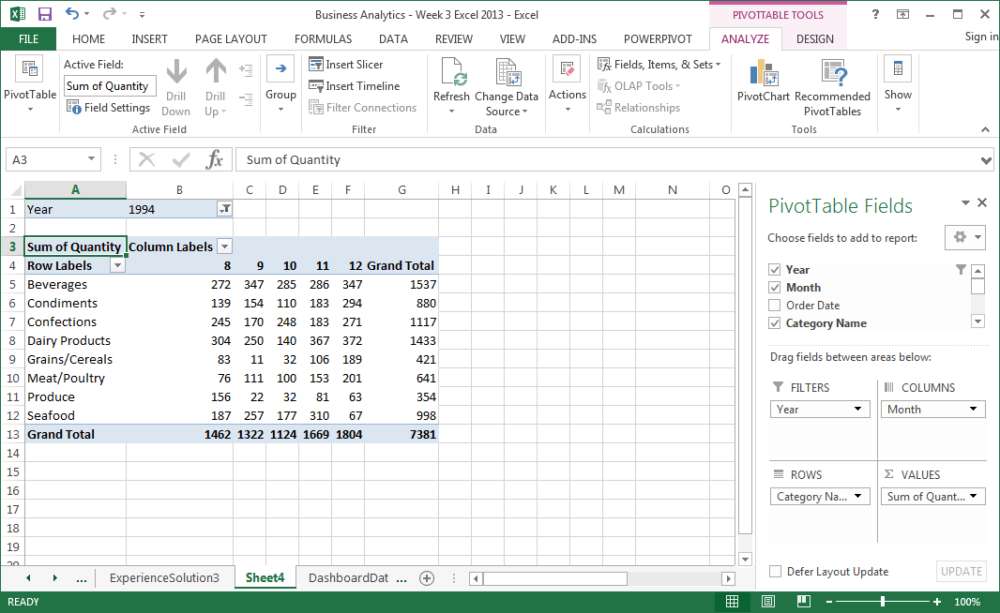 Business Analytics - Week 3 Excel 2013 - Excel
PIVOTTABLE TOOLS
?
FILE HOME INSERT PAGE LAYOUT FORMULAS DATA REVIEW VIEW ADD-INS POWERPIVOT ANALYZE DESIGN Sign in
PivotTable
Active Field:
Sum of Quantity
Field Settings
Drill Down
Drill Up
Active Field
Group
Insert Slicer
Insert Timeline
Filter Connections
Filter
Refresh
Change Data Source
Data
Actions
Fields, Items, & Sets
OLAP Tools
Relationships
Calculations
PivotChart
Recommended PivotTables
Tools
Show
A3 fx Sum of Quantity
A B C D E F G H I J K L M N O
1 Year 1994
2
3 Sum of Quantity Column Labels
4 Row Labels 8 9 10 11 12 Grand Total
5 Beverages 272 347 285 286 347 1537
6 Condiments 139 154 110 183 294 880
7 Confections 245 170 248 183 271 1117
8 Dairy Products 304 250 140 367 372 1433
9 Grains/Cereals 83 11 32 106 189 421
10 Meat/Poultry 76 111 100 153 201 641
11 Produce 156 22 32 81 63 354
12 Seafood 187 257 177 310 67 998
13 Grand Total 1462 1322 1124 1669 1804 7381
14
15
16
17
18
19
20
PivotTable Fields
Choose fields to add to report:
Year
Month
Order Date
Category Name
Drag fields between areas below:
FILTERS
Year
COLUMNS
Month
ROWS
Category Na...
Σ VALUES
Sum of Quant...
Defer Layout Update UPDATE
... ExperienceSolution3 Sheet4 DashboardDat ...
READY 100%